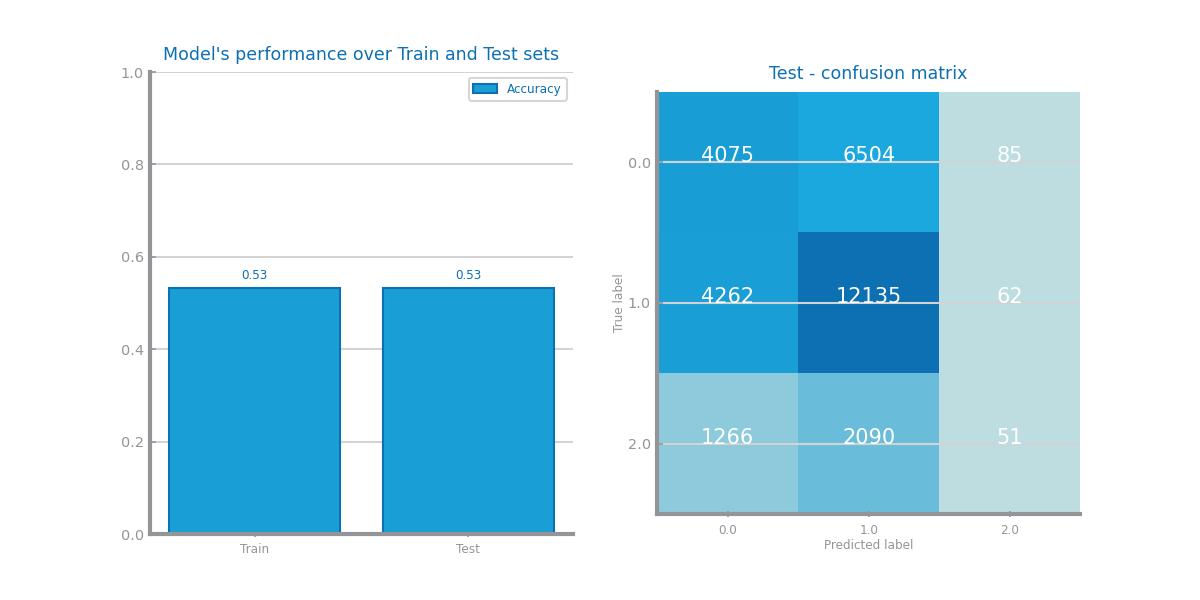 Model's performance over Train and Test sets
1.0
0.8
0.6
0.4
0.2
0.0
Accuracy
0.53
0.53
Train
Test
Test - confusion matrix
True label
0.0
1.0
2.0
4075 6504 85
4262 12135 62
1266 2090 51
0.0 1.0 2.0
Predicted label